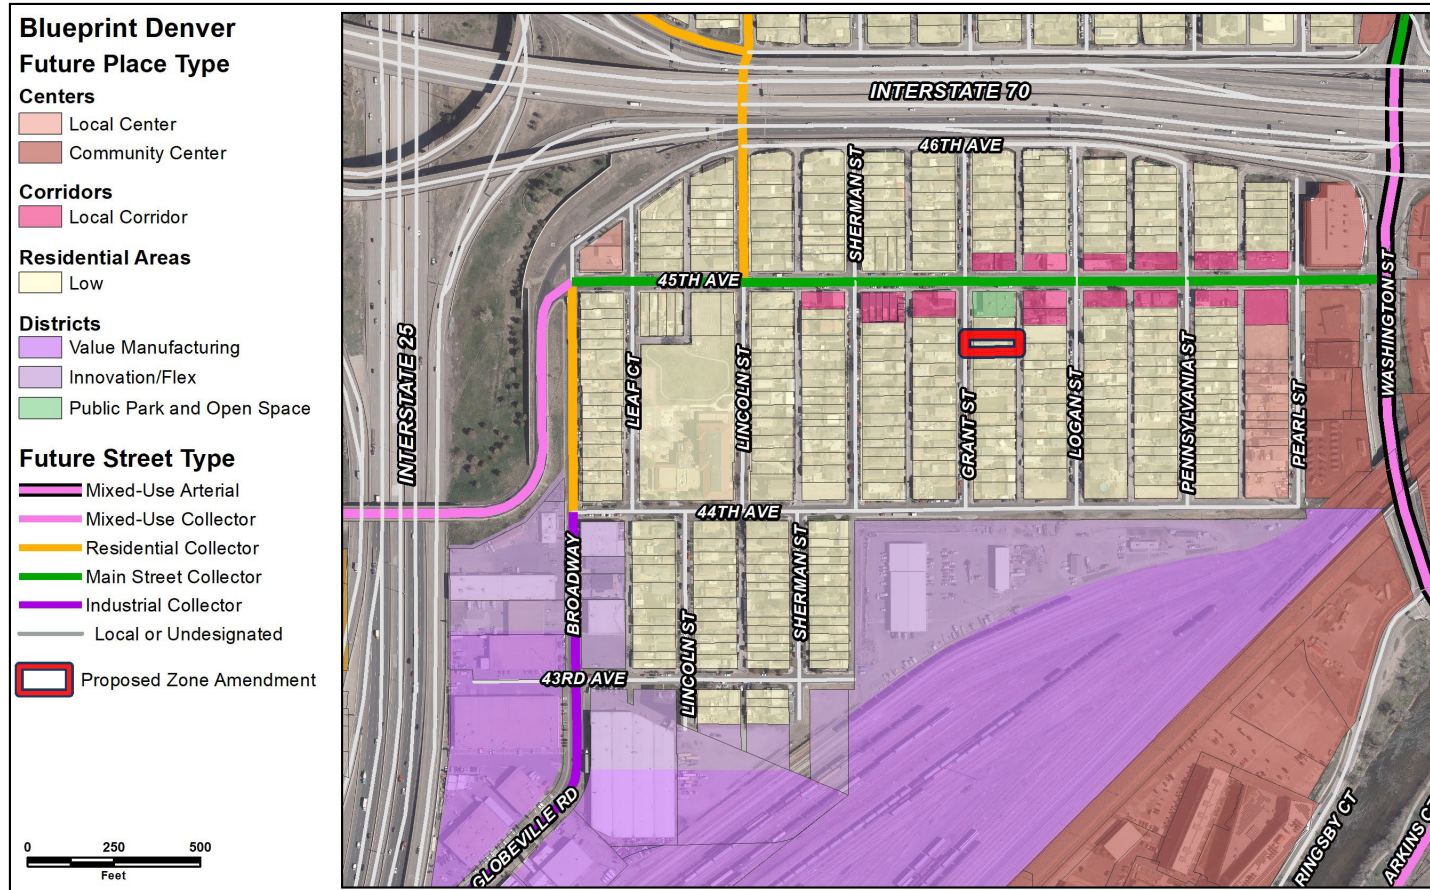 Blueprint Denver
Future Place Type
Centers
Local Center
Community Center
Corridors
Local Corridor
Residential Areas
Low
Districts
Value Manufacturing
Innovation/Flex
Public Park and Open Space
Future Street Type
Mixed-Use Arterial
Mixed-Use Collector
Residential Collector
Main Street Collector
Industrial Collector
Local or Undesignated
Proposed Zone Amendment
0 250 500
Feet
INTERSTATE 70
46TH AVE
SHERMAN ST
45TH AVE
INTERSTATE 25
LEAF CT
LINCOLN ST
GRANT ST
LOGAN ST
PENNSYLVANIA ST
PEARL ST
WASHINGTON ST
44TH AVE
BROADWAY
SHERMAN ST
LINCOLN ST
43RD AVE
GLOBEVILLE RD
RINGSBY CT
ARKINS CT